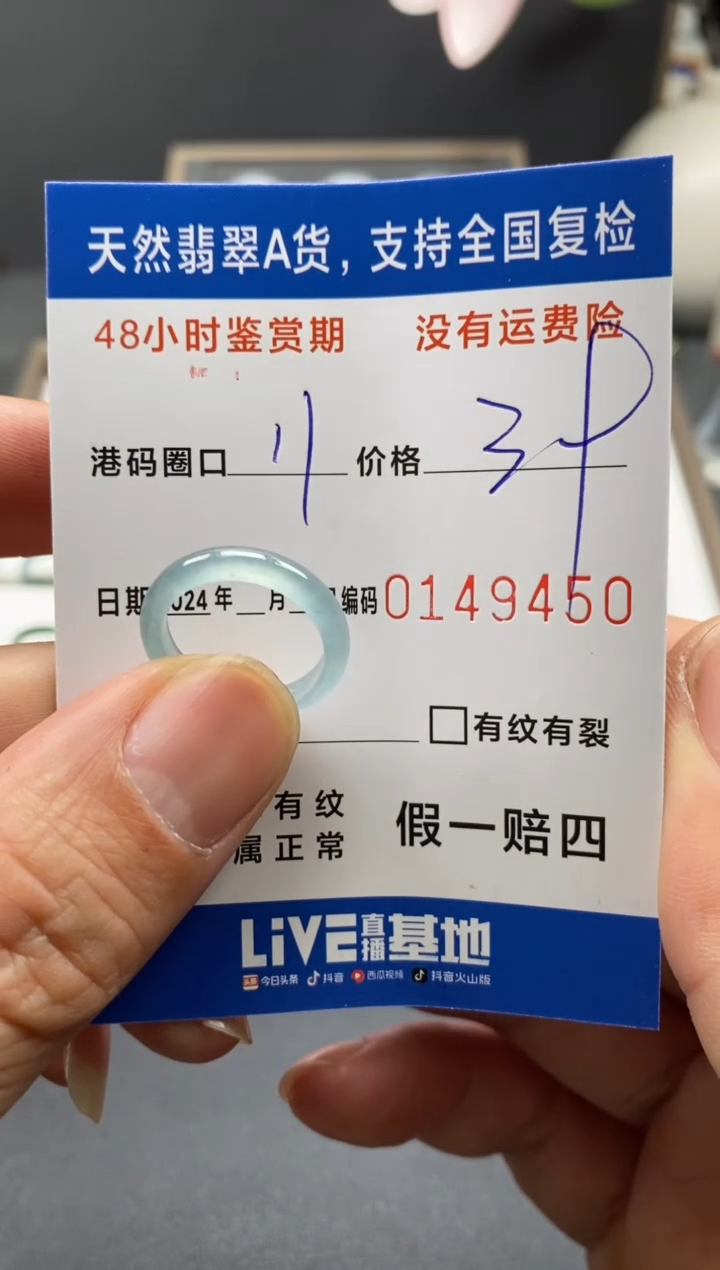 天然翡翠A货，支持全国复检
48小时鉴赏期 没有运费险
港码圈口 11 价格
日期 024年 月 编码 0149450
有纹有裂
有纹
属正常 假一赔四
LiVE直播基地
头条 今日头条 抖音 西瓜视频 抖音火山版